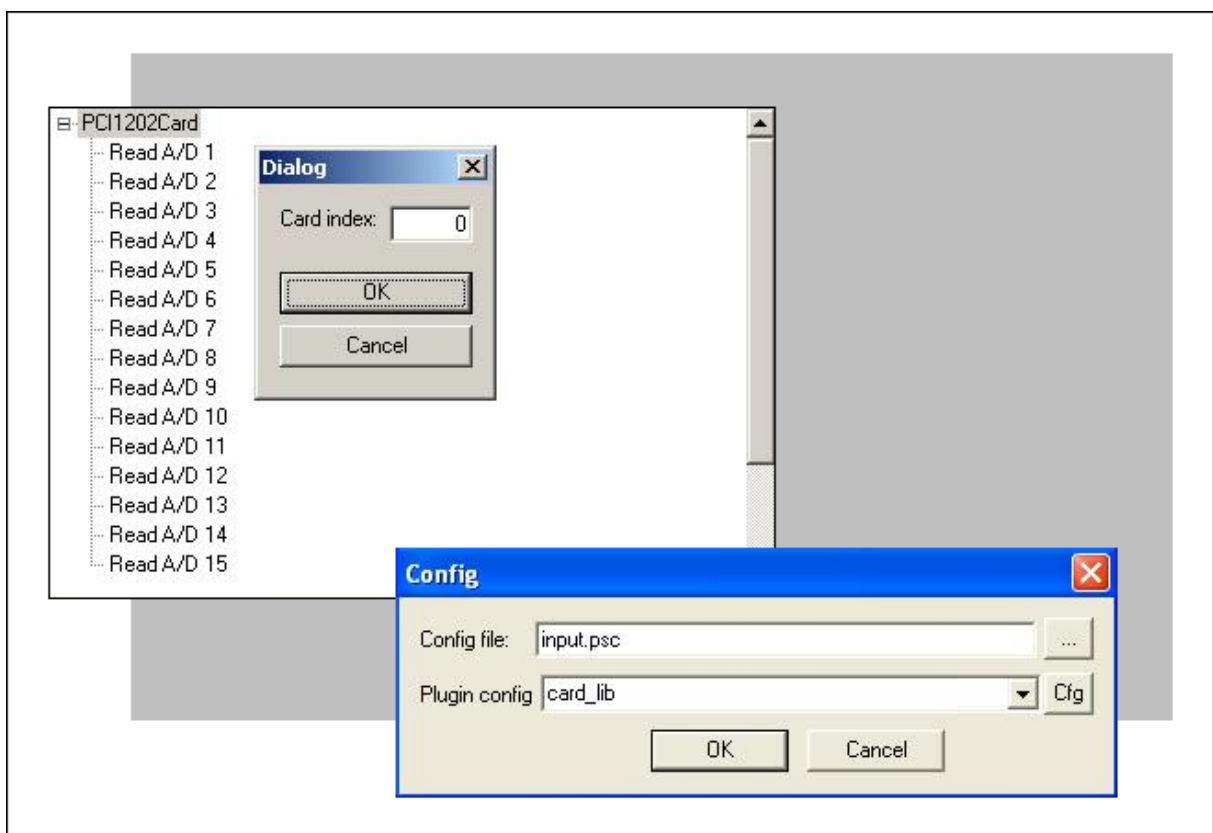 PCI1202Card
Read A/D 1
Read A/D 2
Read A/D 3
Read A/D 4
Read A/D 5
Read A/D 6
Read A/D 7
Read A/D 8
Read A/D 9
Read A/D 10
Read A/D 11
Read A/D 12
Read A/D 13
Read A/D 14
Read A/D 15
Dialog
Card index: 0
OK
Cancel
Config
Config file: input.psc ...
Plugin config card_lib Cfg
OK Cancel